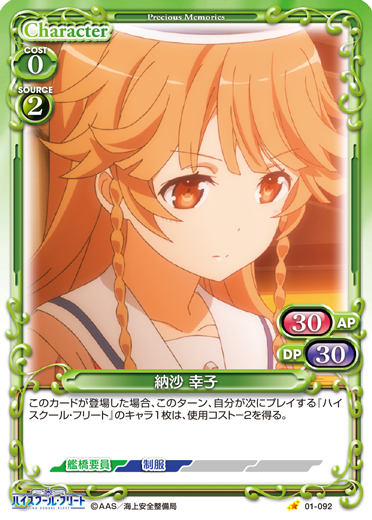 Precious Memories
Character
COST
0
SOURCE
2
30 AP
DP 30
納沙 幸子
このカードが登場した場合、このターン、自分が次にプレイする『ハイ
スクール・フリート』のキャラ1枚は、使用コスト−2を得る。
艦橋要員 制服
ハイスクール・フリート
©AAS/海上安全整備局
01-092